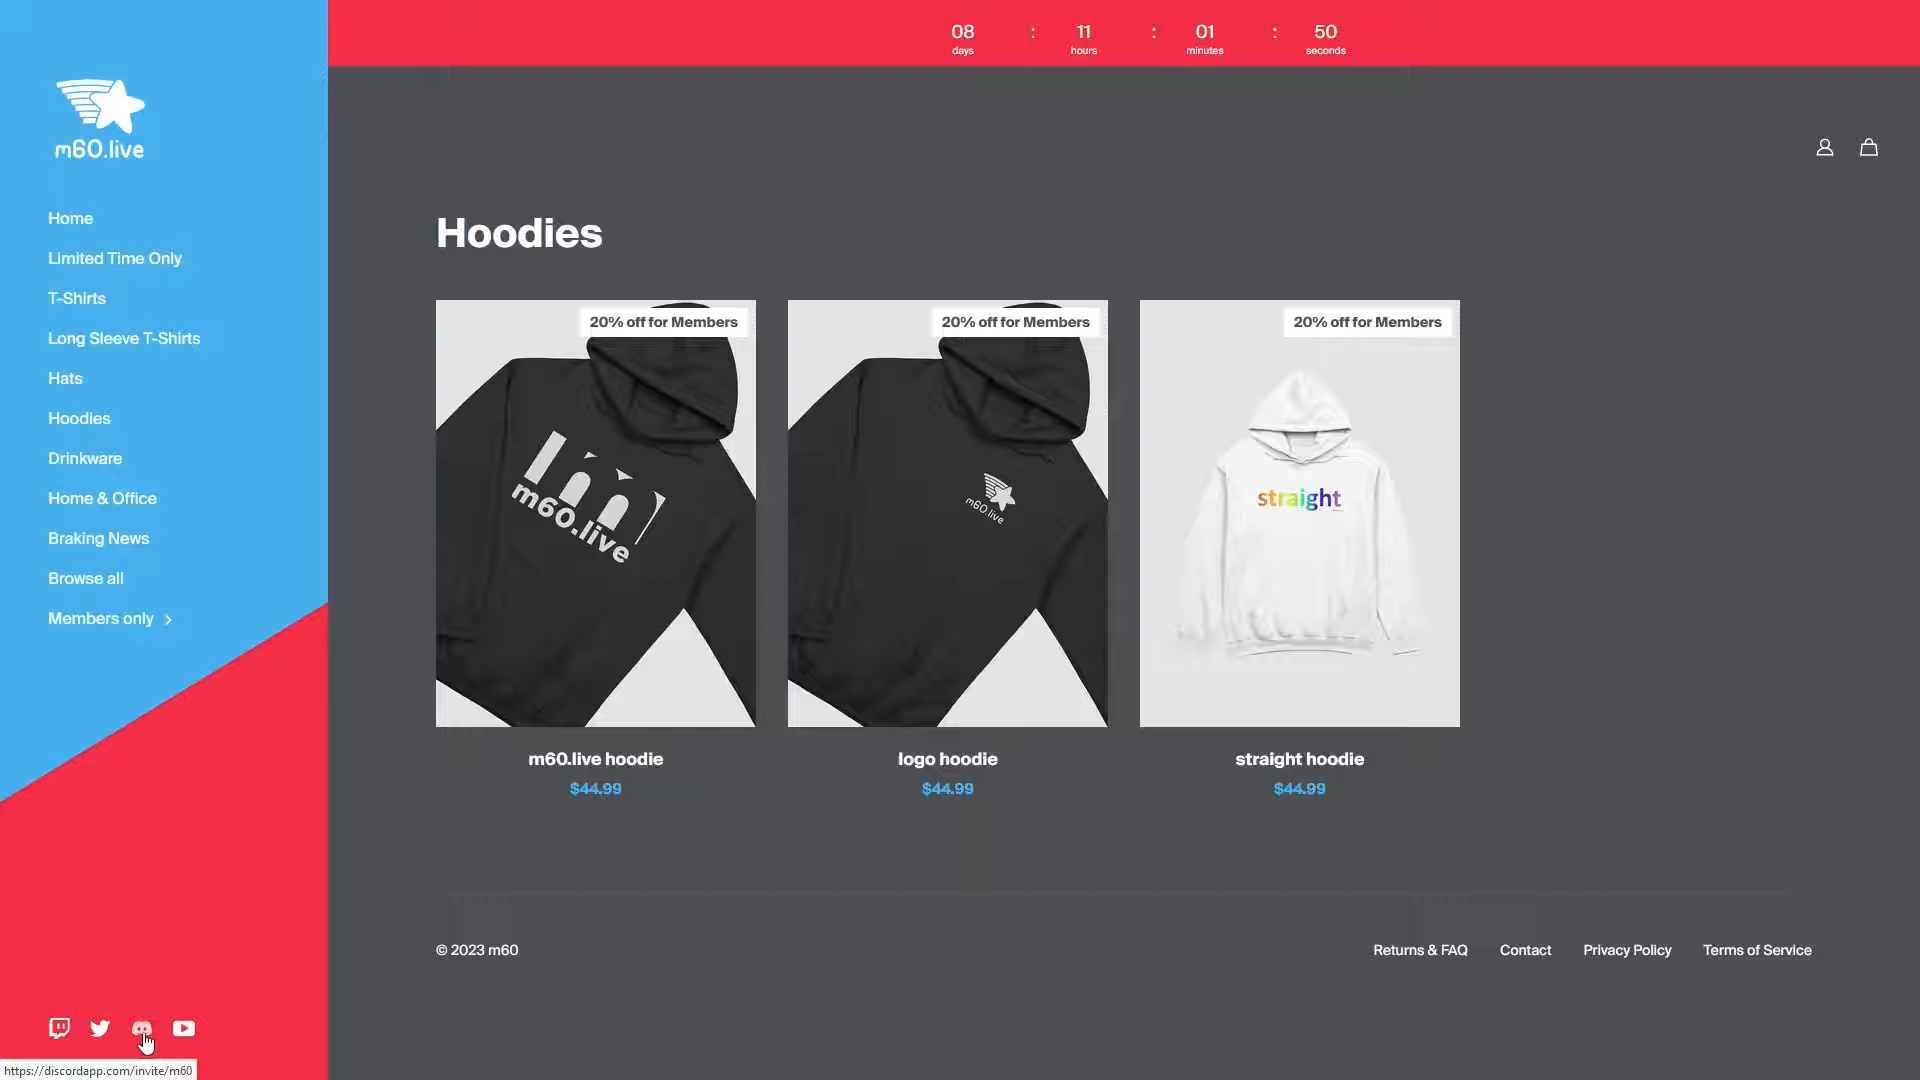 08 : 11 : 01 : 50
days hours minutes seconds
m60.live
Home
Limited Time Only
T-Shirts
Long Sleeve T-Shirts
Hats
Hoodies
Drinkware
Home & Office
Braking News
Browse all
Members only
Hoodies
20% off for Members
20% off for Members
20% off for Members
m60.live
m60.live
straight
m60.live hoodie
$44.99
logo hoodie
$44.99
straight hoodie
$44.99
© 2023 m60
Returns & FAQ
Contact
Privacy Policy
Terms of Service
https://discordapp.com/invite/m60